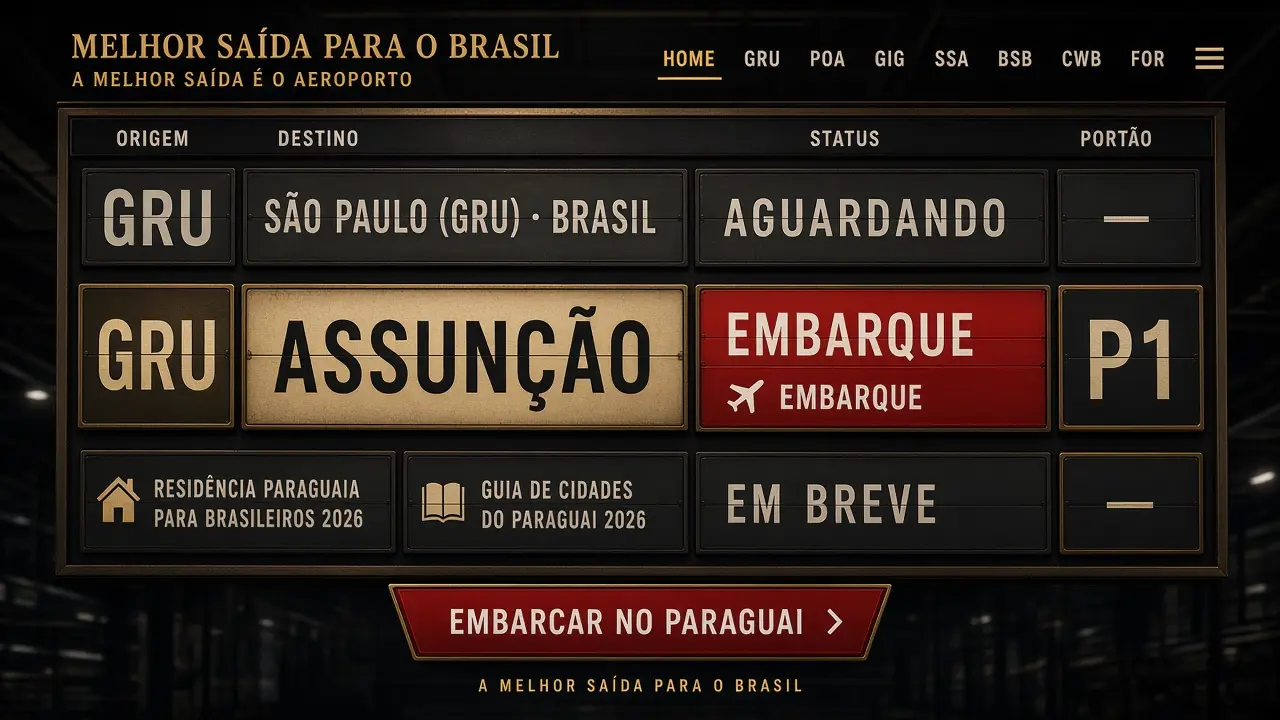 MELHOR SAÍDA PARA O BRASIL
A MELHOR SAÍDA É O AEROPORTO
HOME GRU POA GIG SSA BSB CWB FOR
ORIGEM DESTINO STATUS PORTÃO
GRU SÃO PAULO (GRU) · BRASIL AGUARDANDO —
GRU ASSUNÇÃO EMBARQUE P1
EMBARQUE
RESIDÊNCIA PARAGUAIA
PARA BRASILEIROS 2026
GUIA DE CIDADES
DO PARAGUAI 2026
EM BREVE —
EMBARCAR NO PARAGUAI >
A MELHOR SAÍDA PARA O BRASIL